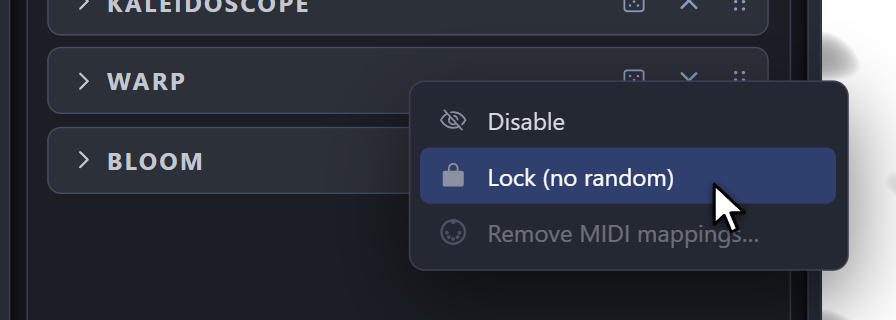 KALEIDOSCOPE
WARP
BLOOM
Disable
Lock (no random)
Remove MIDI mappings...